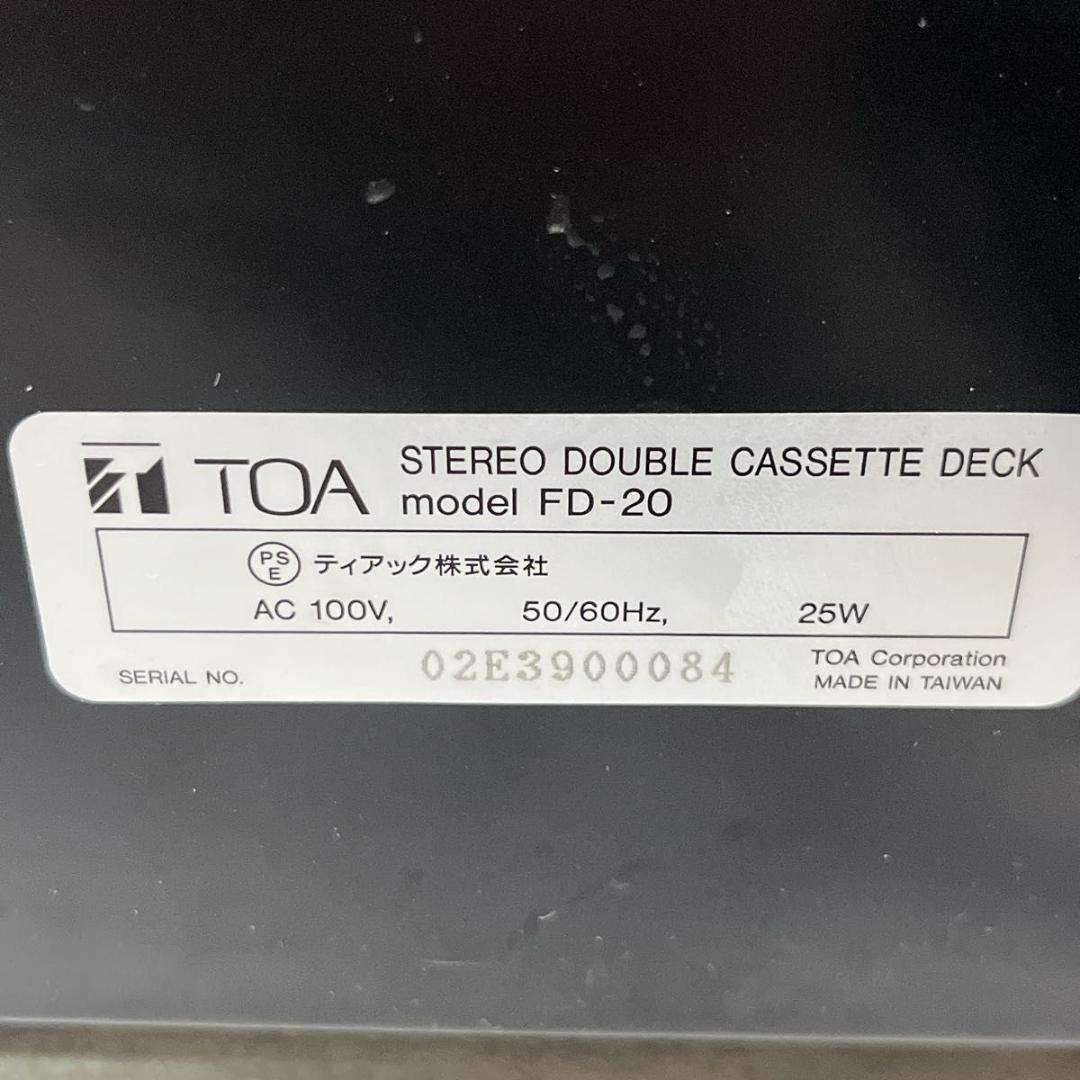 TOA STEREO DOUBLE CASSETTE DECK
model FD-20
PS
E ティアック株式会社
AC 100V, 50/60Hz, 25W
SERIAL NO. 02E3900084 TOA Corporation
MADE IN TAIWAN